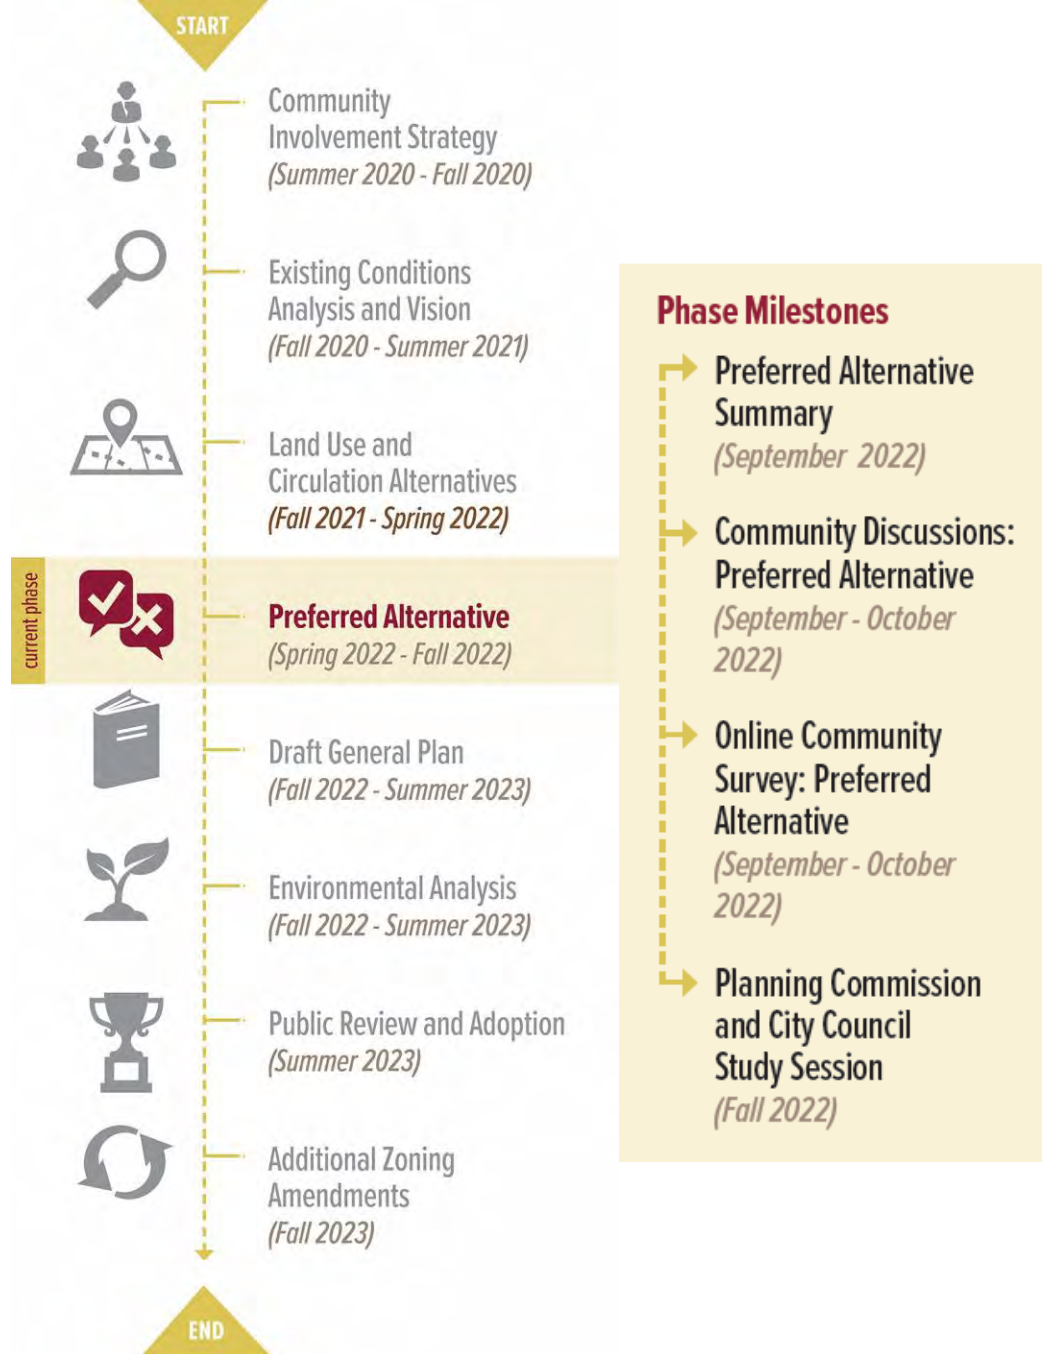 START
Community
Involvement Strategy
(Summer 2020 - Fall 2020)
Existing Conditions
Analysis and Vision
(Fall 2020 - Summer 2021)
Land Use and
Circulation Alternatives
(Fall 2021 - Spring 2022)
current phase
Preferred Alternative
(Spring 2022 - Fall 2022)
Draft General Plan
(Fall 2022 - Summer 2023)
Environmental Analysis
(Fall 2022 - Summer 2023)
Public Review and Adoption
(Summer 2023)
Additional Zoning
Amendments
(Fall 2023)
END
Phase Milestones
Preferred Alternative
Summary
(September 2022)
Community Discussions:
Preferred Alternative
(September - October
2022)
Online Community
Survey: Preferred
Alternative
(September - October
2022)
Planning Commission
and City Council
Study Session
(Fall 2022)